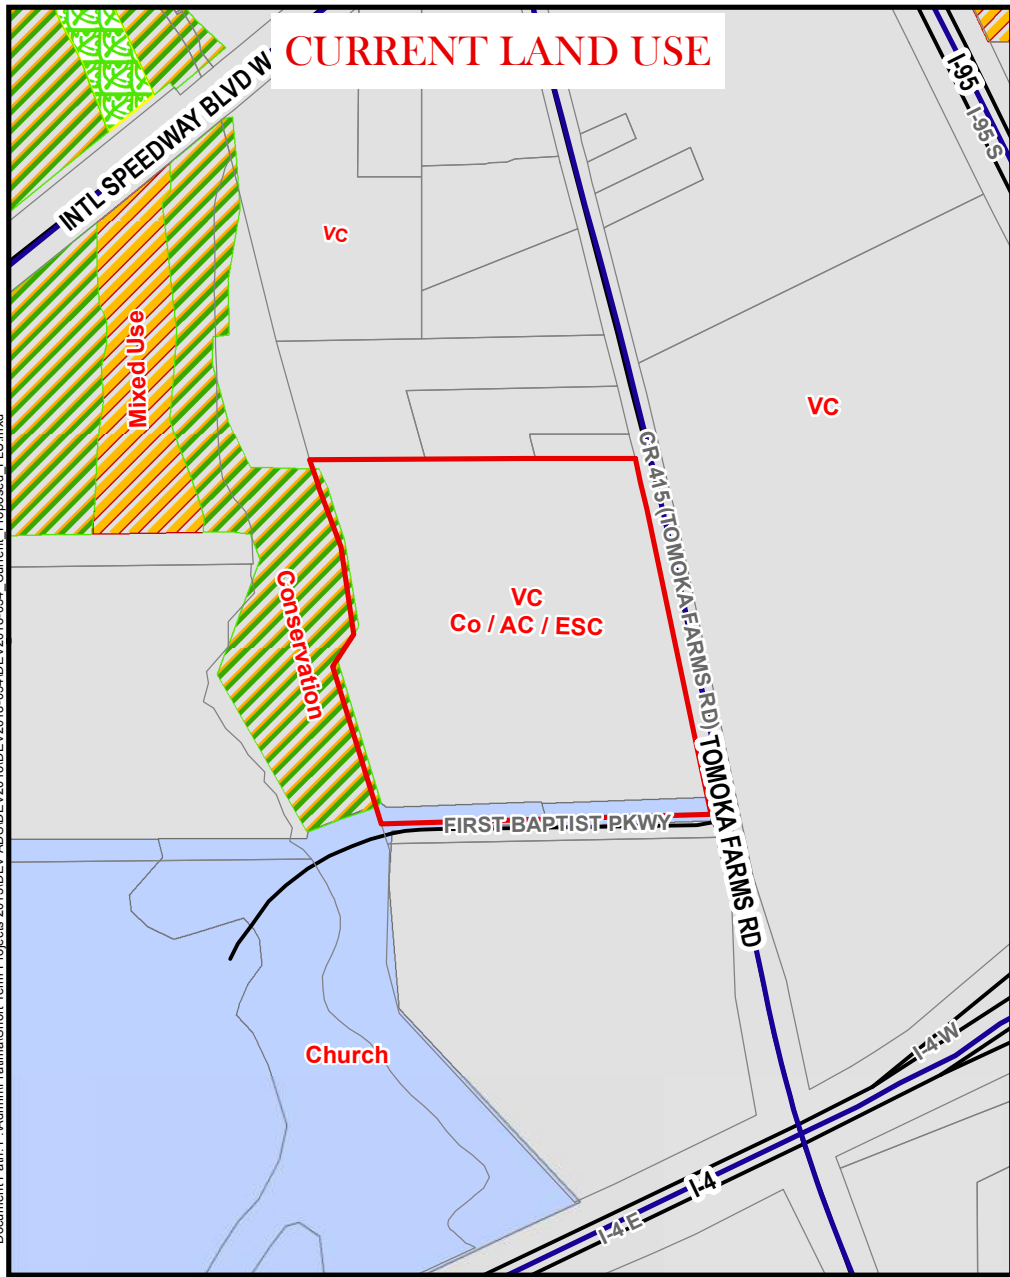 CURRENT LAND USE
INTL SPEEDWAY BLVD W
I-95
I-95 S
VC
Mixed Use
VC
CR 415 (TOMOKA FARMS RD)
Conservation
VC
Co / AC / ESC
TOMOKA FARMS RD
FIRST BAPTIST PKWY
Church
I-4 W
I-4
I-4 E